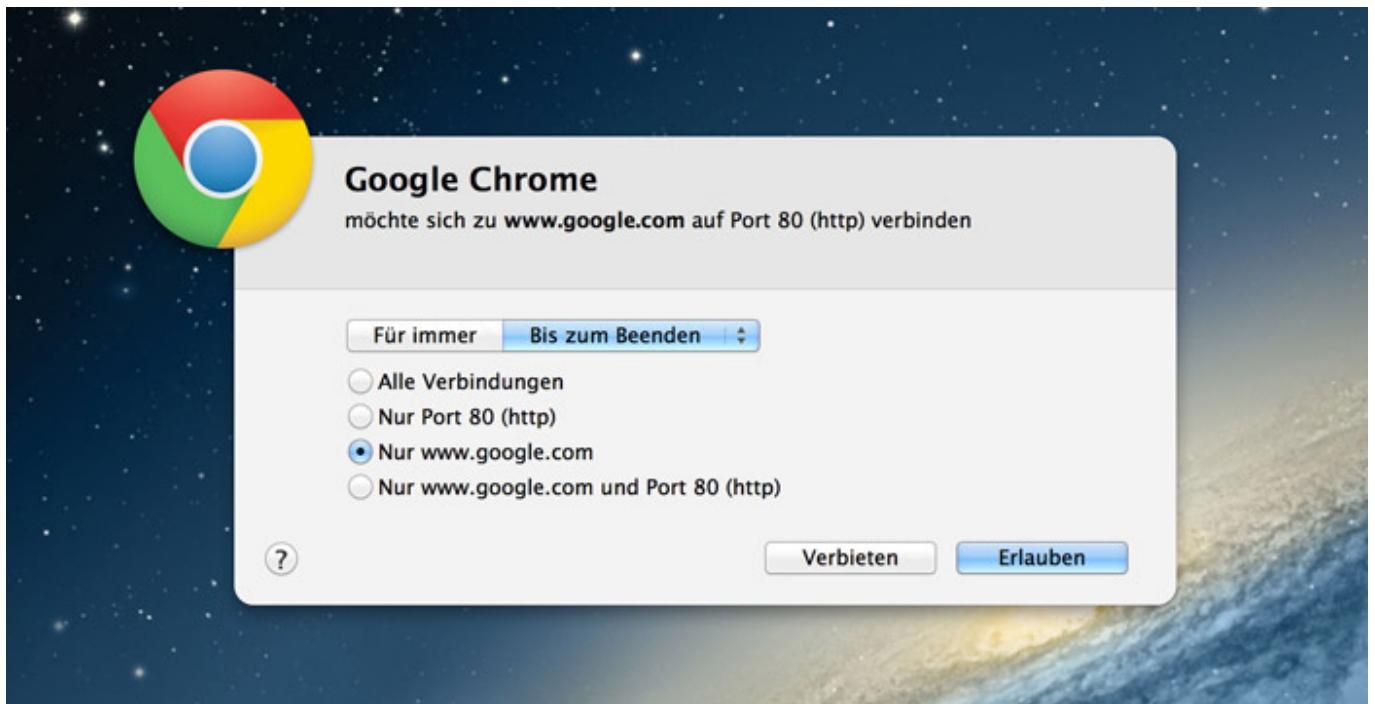 Google Chrome
möchte sich zu www.google.com auf Port 80 (http) verbinden
Für immer Bis zum Beenden
Alle Verbindungen
Nur Port 80 (http)
Nur www.google.com
Nur www.google.com und Port 80 (http)
? Verbieten Erlauben